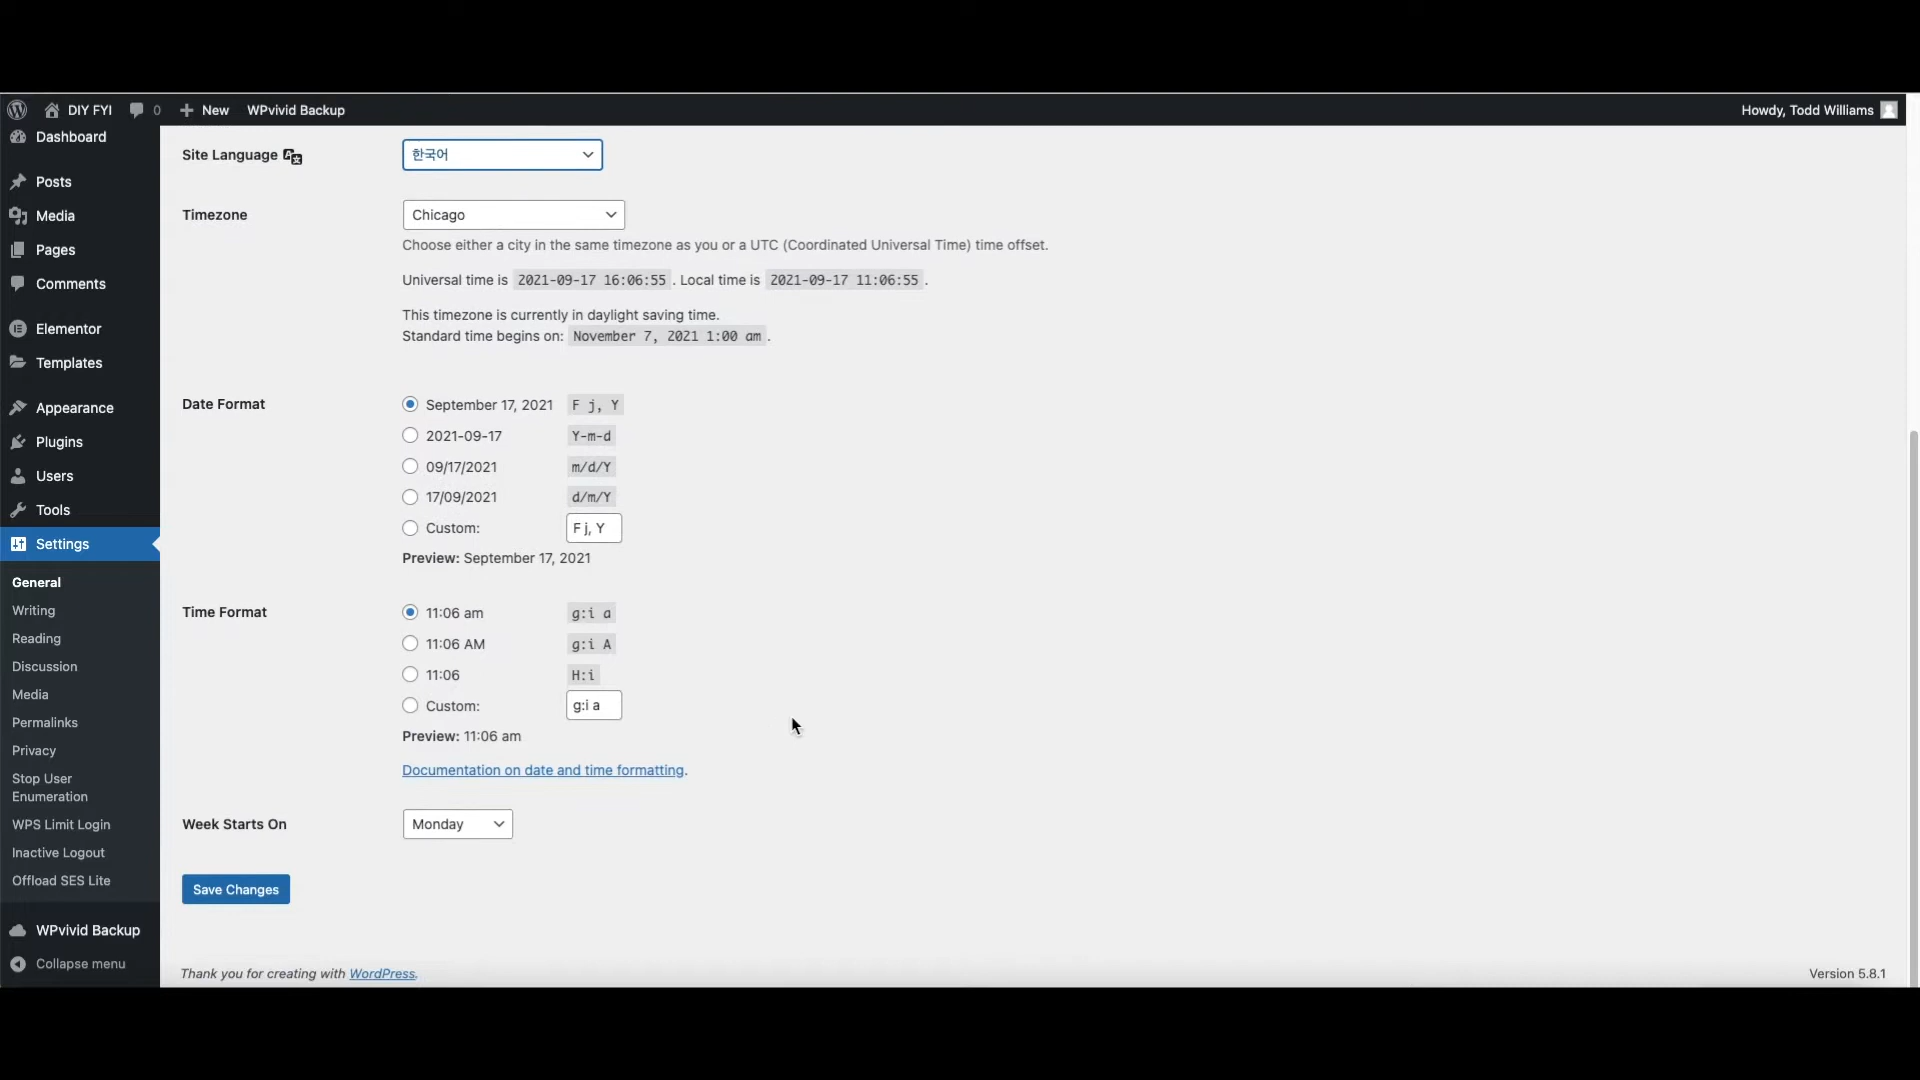 DIY FYI 0 New WPvivid Backup Howdy, Todd Williams
Dashboard
Posts
Media
Pages
Comments
Elementor
Templates
Appearance
Plugins
Users
Tools
Settings
General
Writing
Reading
Discussion
Media
Permalinks
Privacy
Stop User
Enumeration
WPS Limit Login
Inactive Logout
Offload SES Lite
WPvivid Backup
Collapse menu
Site Language 한국어
Timezone Chicago
Choose either a city in the same timezone as you or a UTC (Coordinated Universal Time) time offset.
Universal time is 2021-09-17 16:06:55 . Local time is 2021-09-17 11:06:55 .
This timezone is currently in daylight saving time.
Standard time begins on: November 7, 2021 1:00 am .
Date Format September 17, 2021 F j, Y
2021-09-17 Y-m-d
09/17/2021 m/d/Y
17/09/2021 d/m/Y
Custom: F j, Y
Preview: September 17, 2021
Time Format 11:06 am g:i a
11:06 AM g:i A
11:06 H:i
Custom: g:i a
Preview: 11:06 am
Documentation on date and time formatting.
Week Starts On Monday
Save Changes
Thank you for creating with WordPress. Version 5.8.1